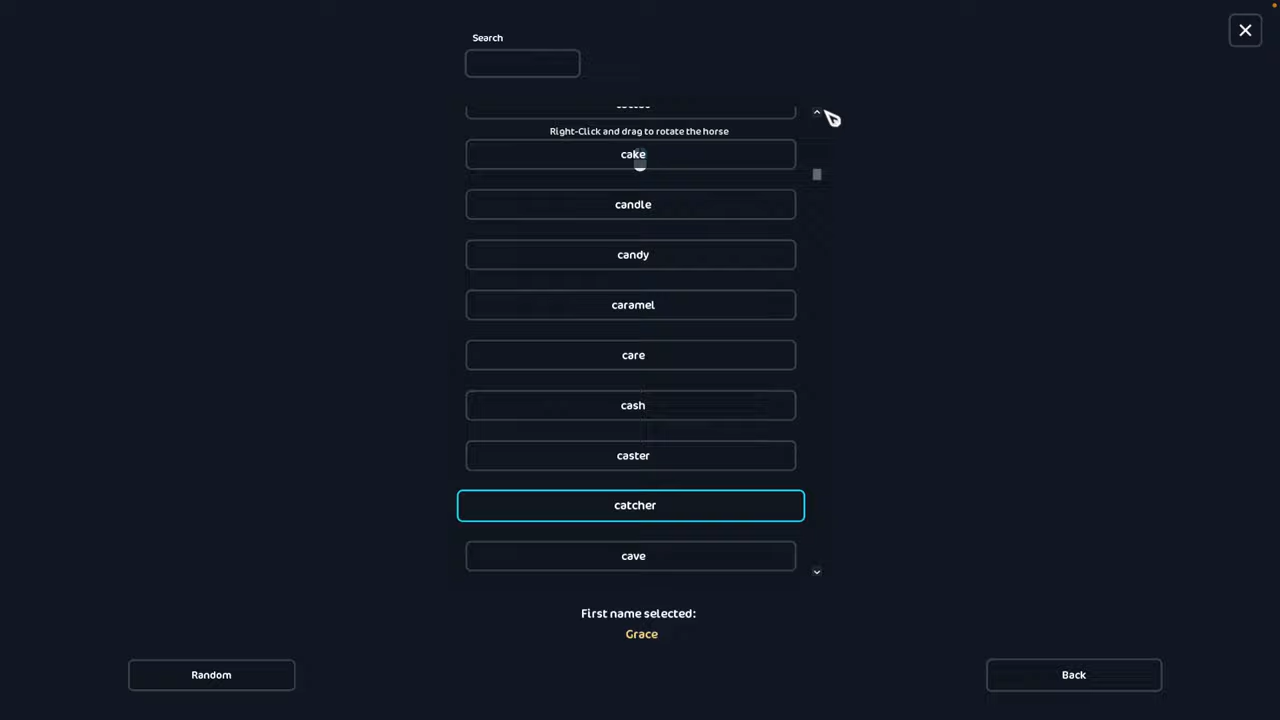 Search
Right-Click and drag to rotate the horse
cake
candle
candy
caramel
care
cash
caster
catcher
cave
First name selected:
Grace
Random
Back